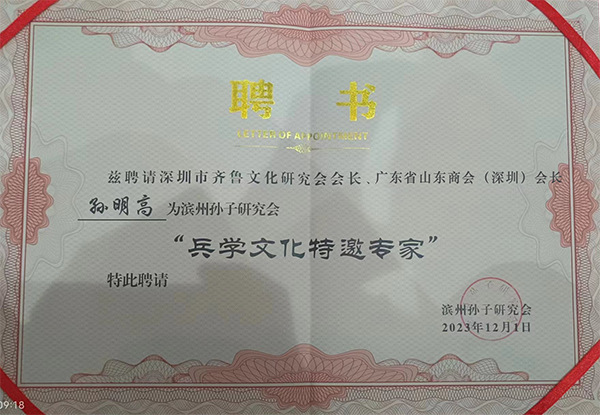 聘 书
LETTER OF APPOINTMENT
兹聘请深圳市齐鲁文化研究会会长、广东省山东商会（深圳）会长
孙明高 为滨州孙子研究会
“兵学文化特邀专家”
特此聘请
滨州孙子研究会
2023年12月1日
09:18